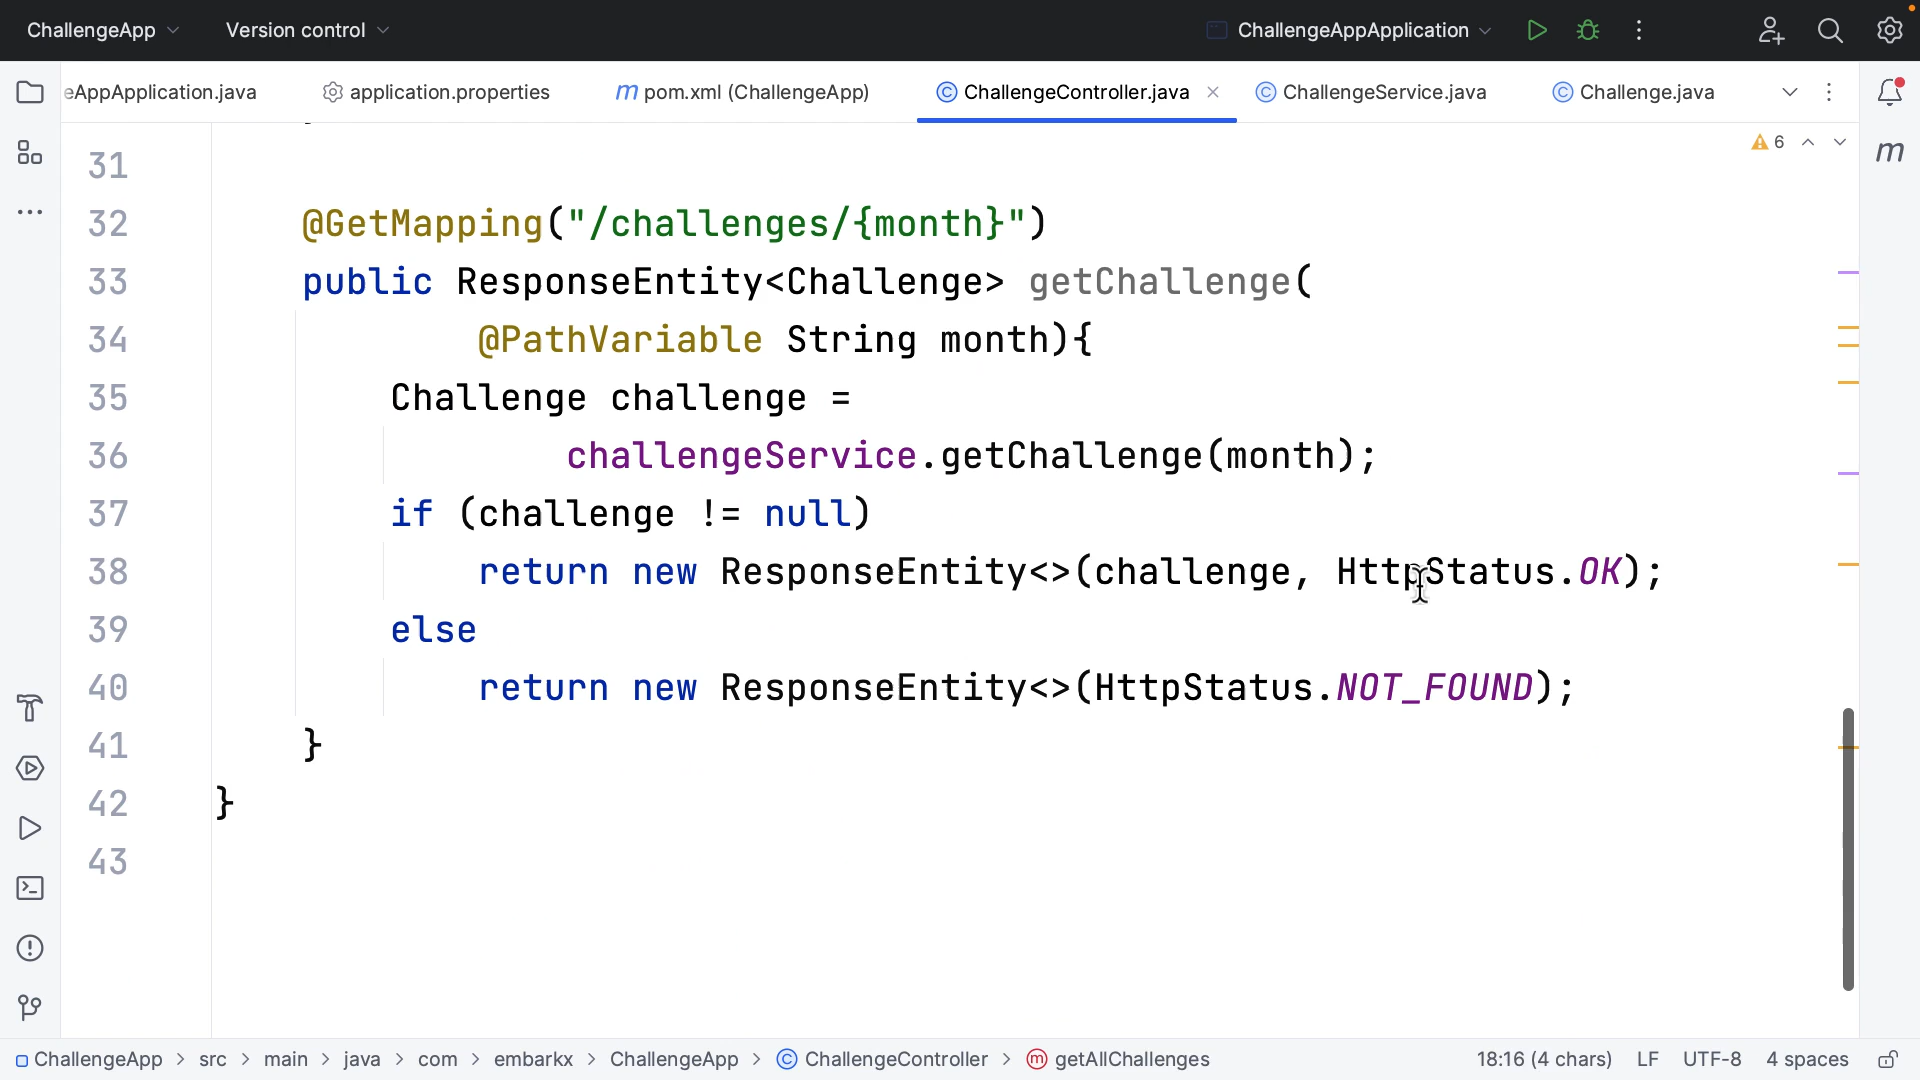 ChallengeApp Version control ChallengeAppApplication
eAppApplication.java application.properties m pom.xml (ChallengeApp) C ChallengeController.java C ChallengeService.java C Challenge.java
6
m
31
32 @GetMapping("/challenges/{month}")
33 public ResponseEntity<Challenge> getChallenge(
34 @PathVariable String month){
35 Challenge challenge =
36 challengeService.getChallenge(month);
37 if (challenge != null)
38 return new ResponseEntity<>(challenge, HttpStatus.OK);
39 else
40 return new ResponseEntity<>(HttpStatus.NOT_FOUND);
41 }
42 }
43
ChallengeApp > src > main > java > com > embarkx > ChallengeApp > C ChallengeController > m getAllChallenges 18:16 (4 chars) LF UTF-8 4 spaces